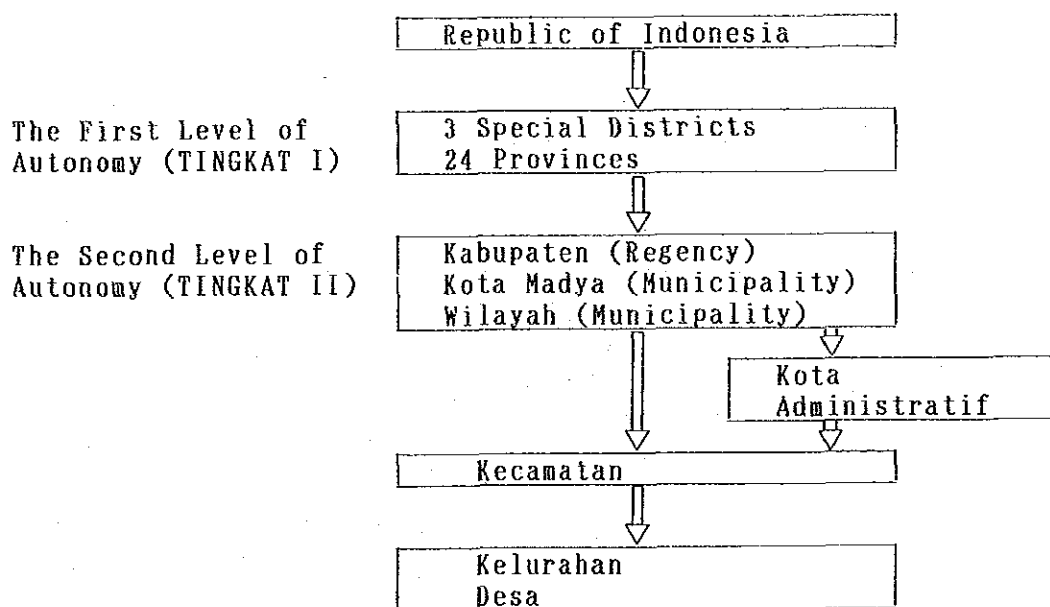 Republic of Indonesia
The First Level of
Autonomy (TINGKAT I)
3 Special Districts
24 Provinces
The Second Level of
Autonomy (TINGKAT II)
Kabupaten (Regency)
Kota Madya (Municipality)
Wilayah (Municipality)
Kota
Administratif
Kecamatan
Kelurahan
Desa